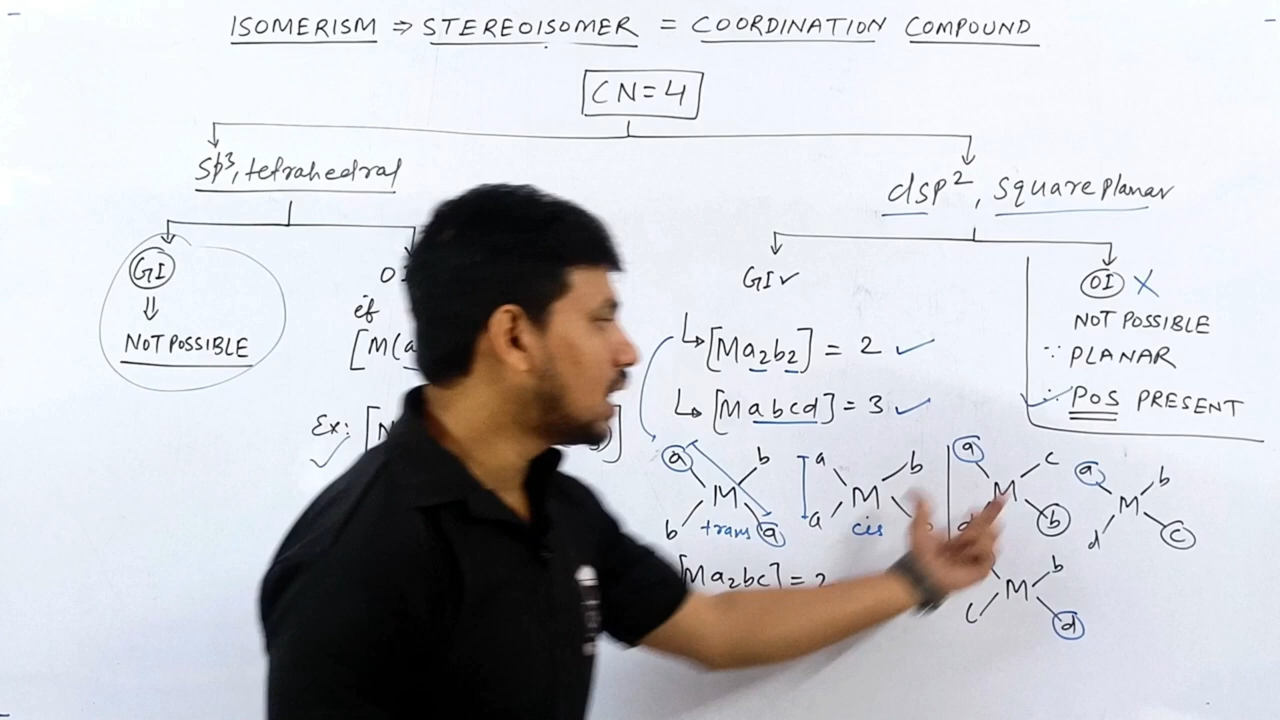 ISOMERISM ⇒ STEREOISOMER = COORDINATION COMPOUND
CN=4
sp³, tetrahedral
GI
⇓
NOT POSSIBLE
if
[M(a
Ex: [N
dsp², square planar
GI ✓
↳ [Ma₂b₂] = 2 ✓
↳ [Mabcd] = 3 ✓
OI X
NOT POSSIBLE
∵ PLANAR
∴ POS PRESENT
a b
M
b trans a
a b
M
a cis
a c
M
d b
a b
M
d c
[Ma₂bc] = 2
b
M
c d